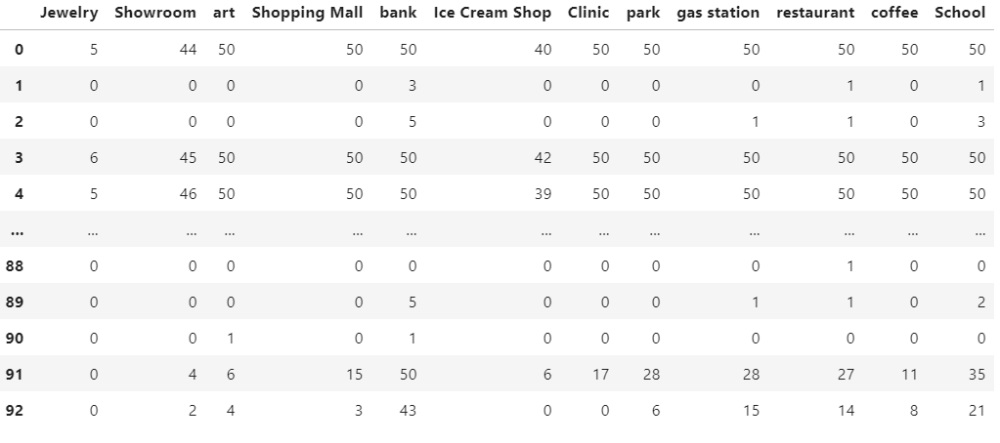 Jewelry Showroom art Shopping Mall bank Ice Cream Shop Clinic park gas station restaurant coffee School
0 5 44 50 50 50 40 50 50 50 50 50 50
1 0 0 0 0 3 0 0 0 0 1 0 1
2 0 0 0 0 5 0 0 0 1 1 0 3
3 6 45 50 50 50 42 50 50 50 50 50 50
4 5 46 50 50 50 39 50 50 50 50 50 50
... ... ... ... ... ... ... ... ... ... ... ... ...
88 0 0 0 0 0 0 0 0 0 1 0 0
89 0 0 0 0 5 0 0 0 1 1 0 2
90 0 0 1 0 1 0 0 0 0 0 0 0
91 0 4 6 15 50 6 17 28 28 27 11 35
92 0 2 4 3 43 0 0 6 15 14 8 21